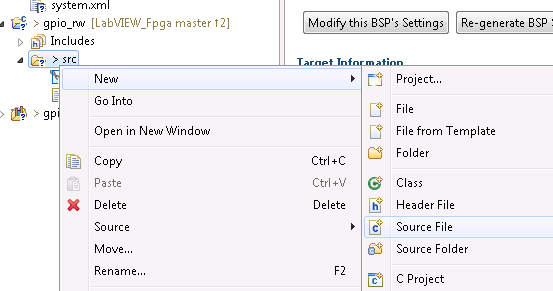 system.xml
> gpio_rw [LabVIEW_Fpga master ↑2]
Includes
> src
> gpi
Modify this BSP's Settings
Re-generate BSP S
Target Information
New
Go Into
Open in New Window
Copy Ctrl+C
Paste Ctrl+V
Delete Delete
Source
Move...
Rename... F2
Project...
File
File from Template
Folder
Class
Header File
Source File
Source Folder
C Project